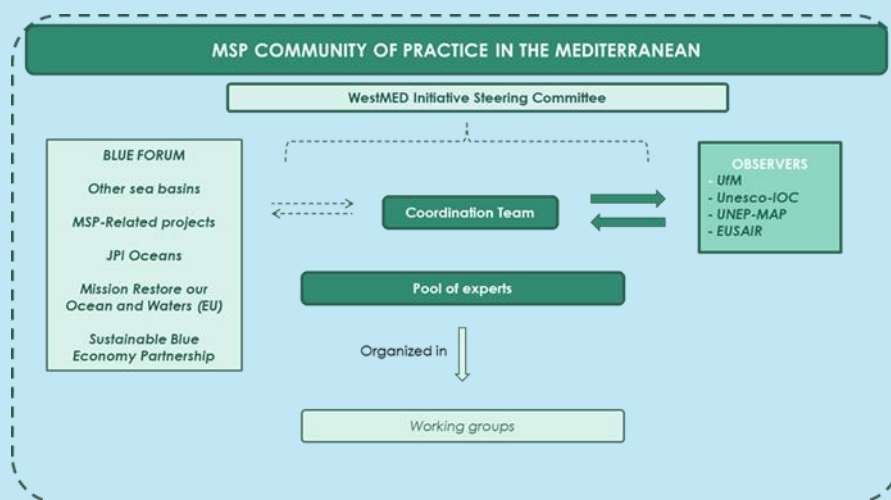 MSP COMMUNITY OF PRACTICE IN THE MEDITERRANEAN
WestMED Initiative Steering Committee
BLUE FORUM
Other sea basins
MSP-Related projects
JPI Oceans
Mission Restore our
Ocean and Waters (EU)
Sustainable Blue
Economy Partnership
Coordination Team
OBSERVERS
- UfM
- Unesco-IOC
- UNEP-MAP
- EUSAIR
Pool of experts
Organized in
Working groups